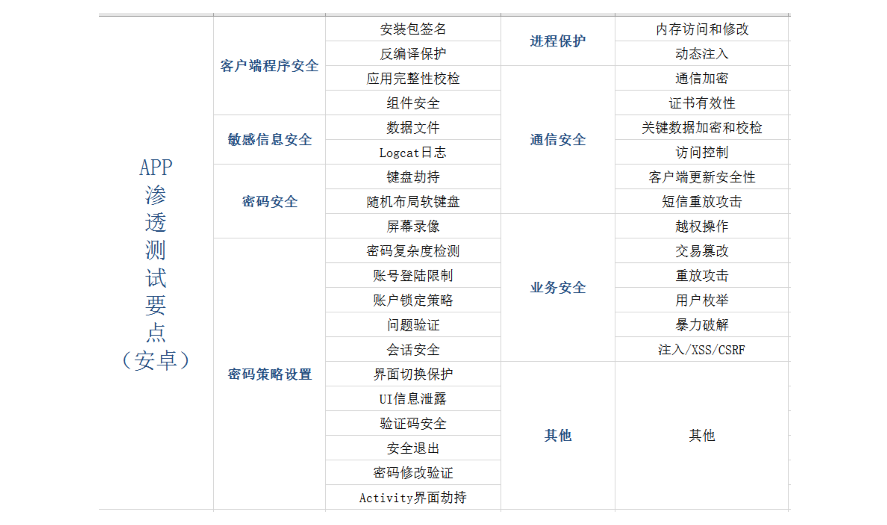 APP
渗
透
测
试
要
点
（安卓）
客户端程序安全
安装包签名
反编译保护
应用完整性校检
组件安全
敏感信息安全
数据文件
Logcat日志
密码安全
键盘劫持
随机布局软键盘
屏幕录像
密码策略设置
密码复杂度检测
账号登陆限制
账户锁定策略
问题验证
会话安全
界面切换保护
UI信息泄露
验证码安全
安全退出
密码修改验证
Activity界面劫持
进程保护
内存访问和修改
动态注入
通信安全
通信加密
证书有效性
关键数据加密和校检
访问控制
客户端更新安全性
短信重放攻击
业务安全
越权操作
交易篡改
重放攻击
用户枚举
暴力破解
注入/XSS/CSRF
其他
其他